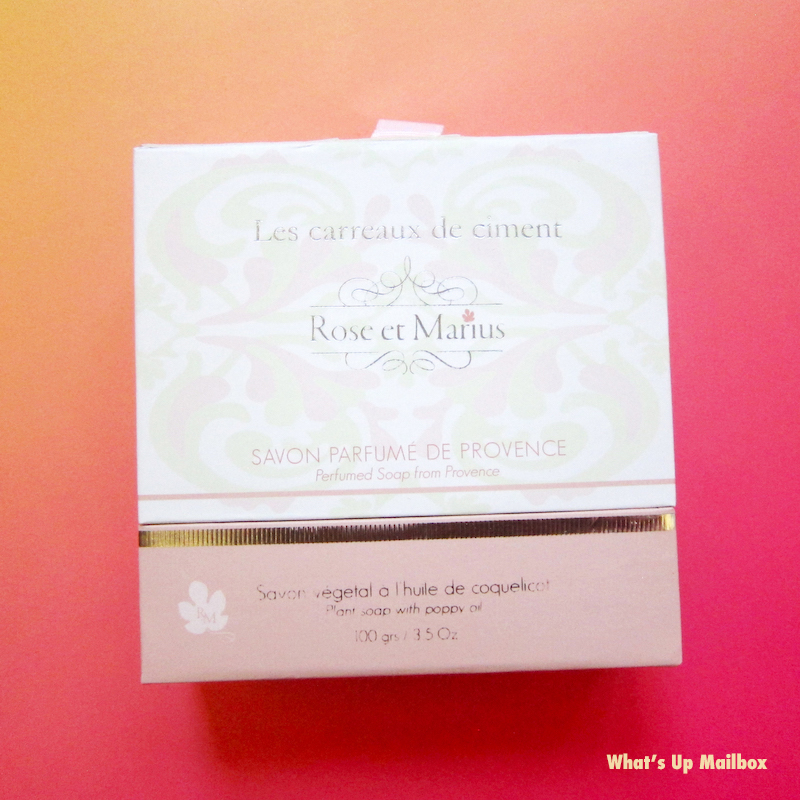 Les carreaux de ciment
Rose et Marius
SAVON PARFUMÉ DE PROVENCE
Perfumed Soap from Provence
Savon végétal à l'huile de coquelicot
Plant soap with poppy oil
100 grs / 3.5 Oz
R&M
What's Up Mailbox